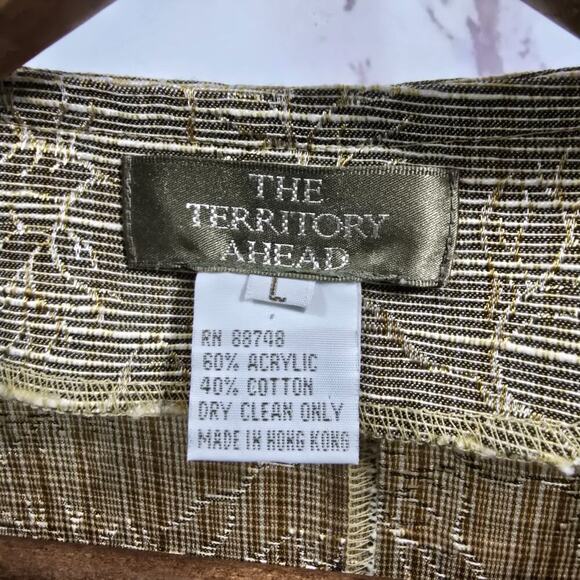 THE
TERRITORY
AHEAD
L
RN 88748
60% ACRYLIC
40% COTTON
DRY CLEAN ONLY
MADE IN HONG KONG